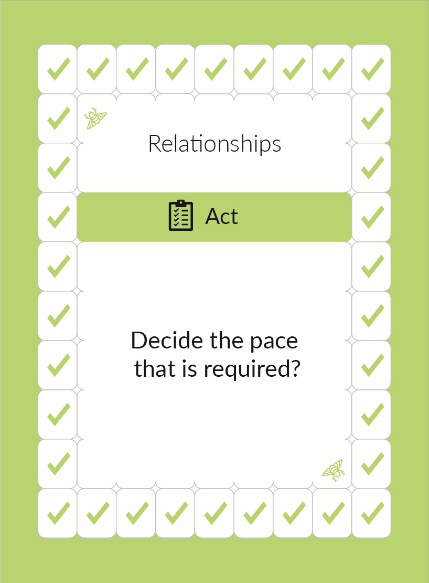 Relationships
Act
Decide the pace
that is required?